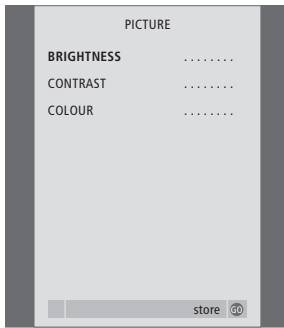 PICTURE
BRIGHTNESS ........
CONTRAST ........
COLOUR ........
store GO